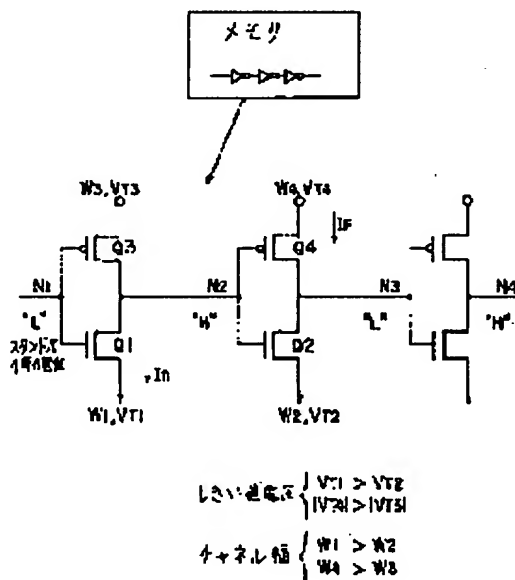 メモリ
W3,VT3
W4,VT4
Q3
Q4
IP
N1
N2
N3
N4
"L"
"H"
"L"
"H"
スタンドバイ時の電位
Q1
Q2
In
W1,VT1
W2,VT2
しきい値電圧
VT1 > VT2
|VT4| > |VT3|
チャネル幅
W1 > W2
W4 > W3